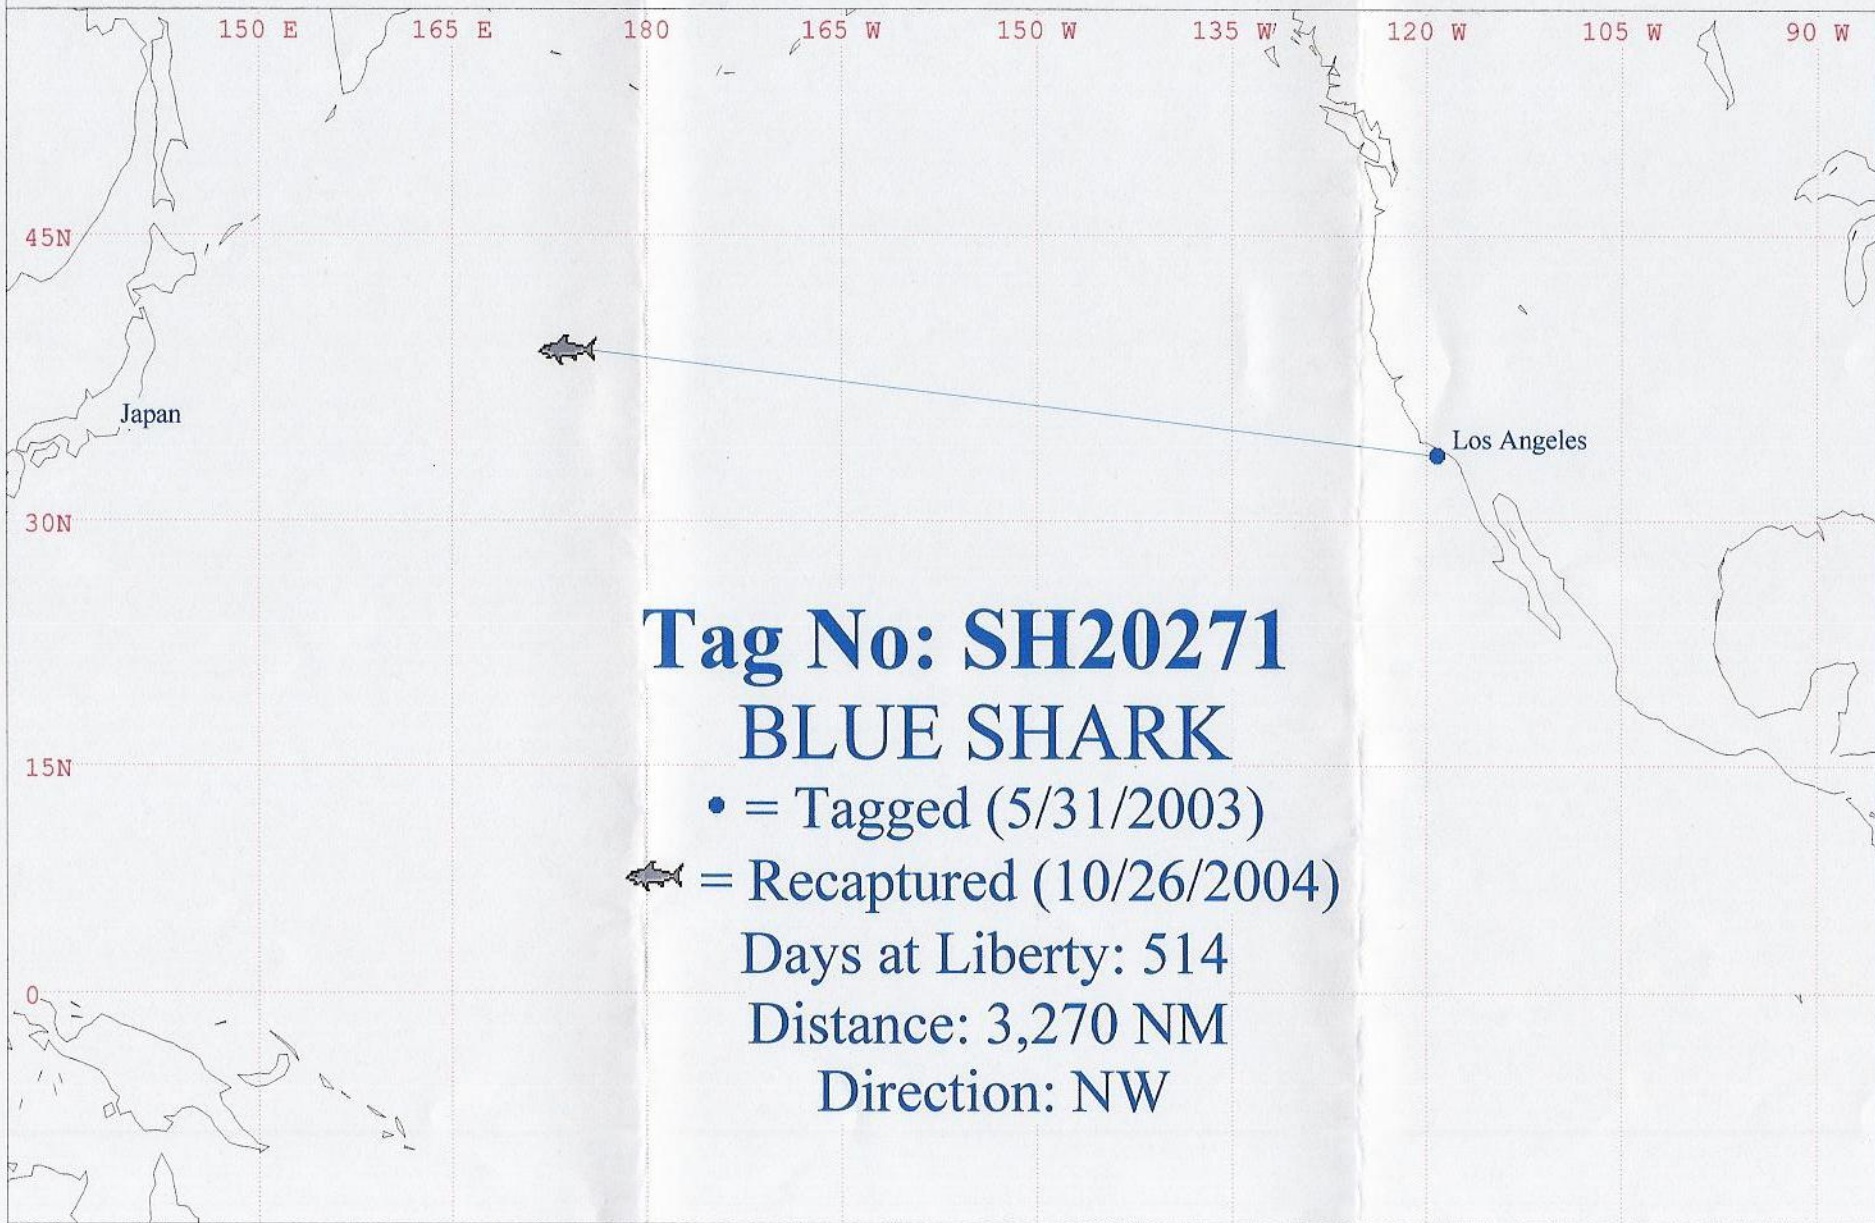 150 E 165 E 180 165 W 150 W 135 W 120 W 105 W 90 W
45N
Japan
Los Angeles
30N
Tag No: SH20271
BLUE SHARK
15N
• = Tagged (5/31/2003)
= Recaptured (10/26/2004)
Days at Liberty: 514
0
Distance: 3,270 NM
Direction: NW